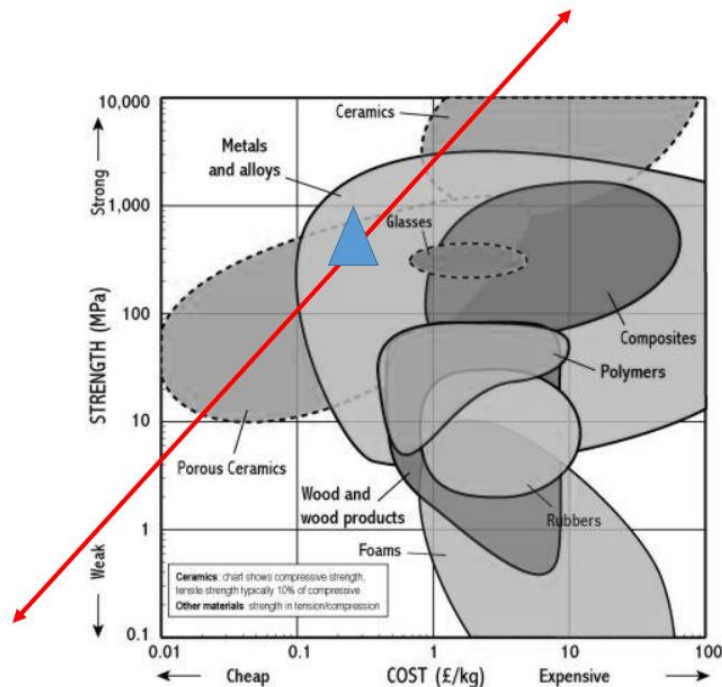 10,000
1,000
100
10
1
0.1
Strong
STRENGTH (MPa)
Weak
Ceramics
Metals
and alloys
Glasses
Composites
Polymers
Porous Ceramics
Wood and
wood products
Rubbers
Foams
Ceramics: chart shows compressive strength,
tensile strength typically 10% of compressive
Other materials: strength in tension/compression
0.01
0.1
1
10
100
Cheap
COST (£/kg)
Expensive